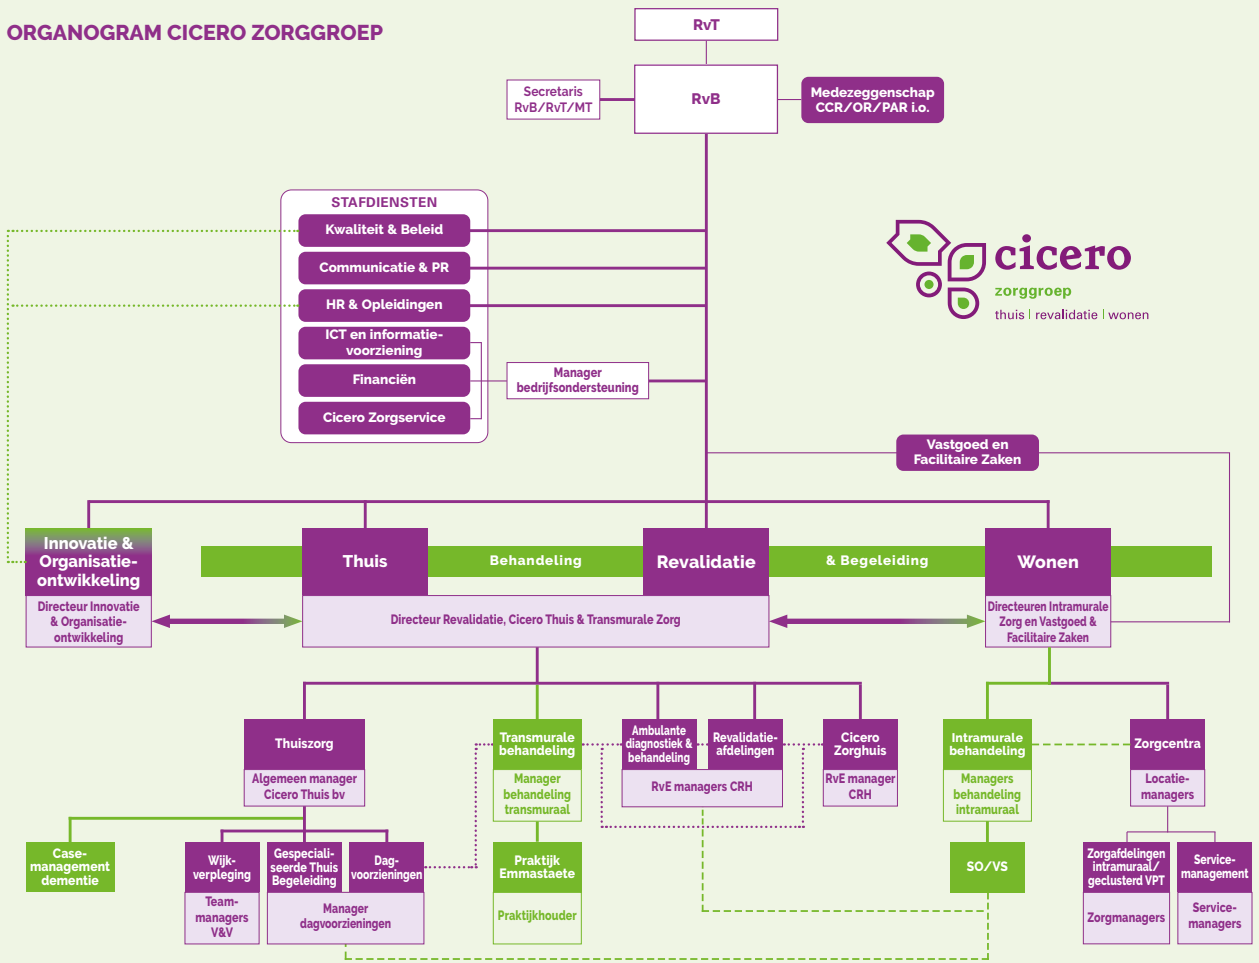 ORGANOGRAM CICERO ZORGGROEP
RvT
Secretaris
RvB/RvT/MT
RvB
Medezeggenschap
CCR/OR/PAR i.o.
STAFDIENSTEN
Kwaliteit & Beleid
Communicatie & PR
HR & Opleidingen
ICT en informatie-
voorziening
Financiën
Cicero Zorgservice
Manager
bedrijfsondersteuning
cicero
zorggroep
thuis | revalidatie | wonen
Vastgoed en
Facilitaire Zaken
Innovatie &
Organisatie-
ontwikkeling
Thuis
Behandeling
Revalidatie
& Begeleiding
Wonen
Directeur Innovatie
& Organisatie-
ontwikkeling
Directeur Revalidatie, Cicero Thuis & Transmurale Zorg
Directeuren Intramurale
Zorg en Vastgoed &
Facilitaire Zaken
Thuiszorg
Algemeen manager
Cicero Thuis bv
Transmurale
behandeling
Manager
behandeling
transmuraal
Ambulante
diagnostiek &
behandeling
Revalidatie-
afdelingen
RvE managers CRH
Cicero
Zorghuis
RvE manager
CRH
Intramurale
behandeling
Managers
behandeling
intramuraal
Zorgcentra
Locatie-
managers
Case-
management
dementie
Wijk-
verpleging
Team-
managers
V&V
Gespeciali-
seerde Thuis
Begeleiding
Dag-
voorzieningen
Manager
dagvoorzieningen
Praktijk
Emmastaete
Praktijkhouder
SO/VS
Zorgafdelingen
intramuraal/
geclusterd VPT
Zorgmanagers
Service-
management
Service-
managers